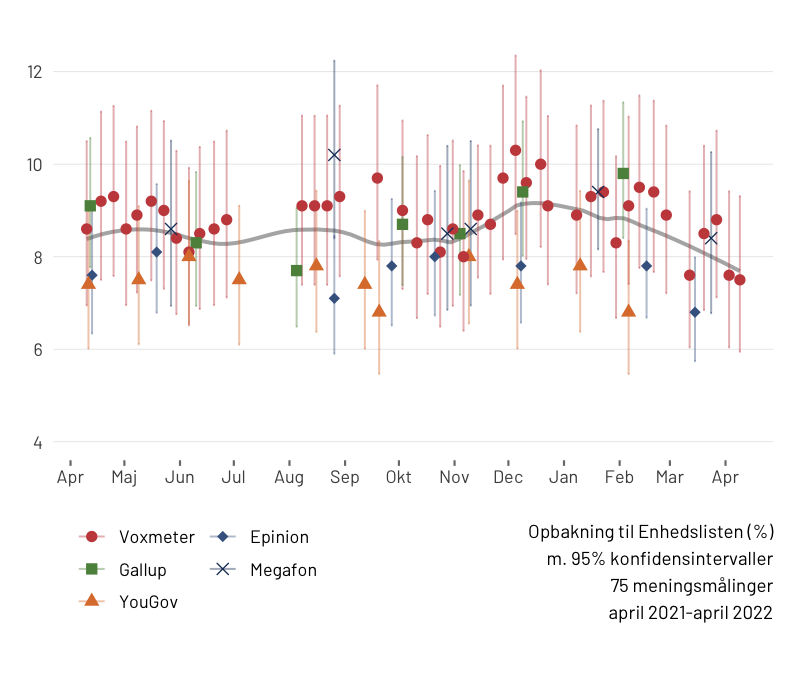 12
10
8
6
4
Apr Maj Jun Jul Aug Sep Okt Nov Dec Jan Feb Mar Apr
Voxmeter Epinion
Gallup Megafon
YouGov
Opbakning til Enhedslisten (%)
m. 95% konfidensintervaller
75 meningsmålinger
april 2021-april 2022